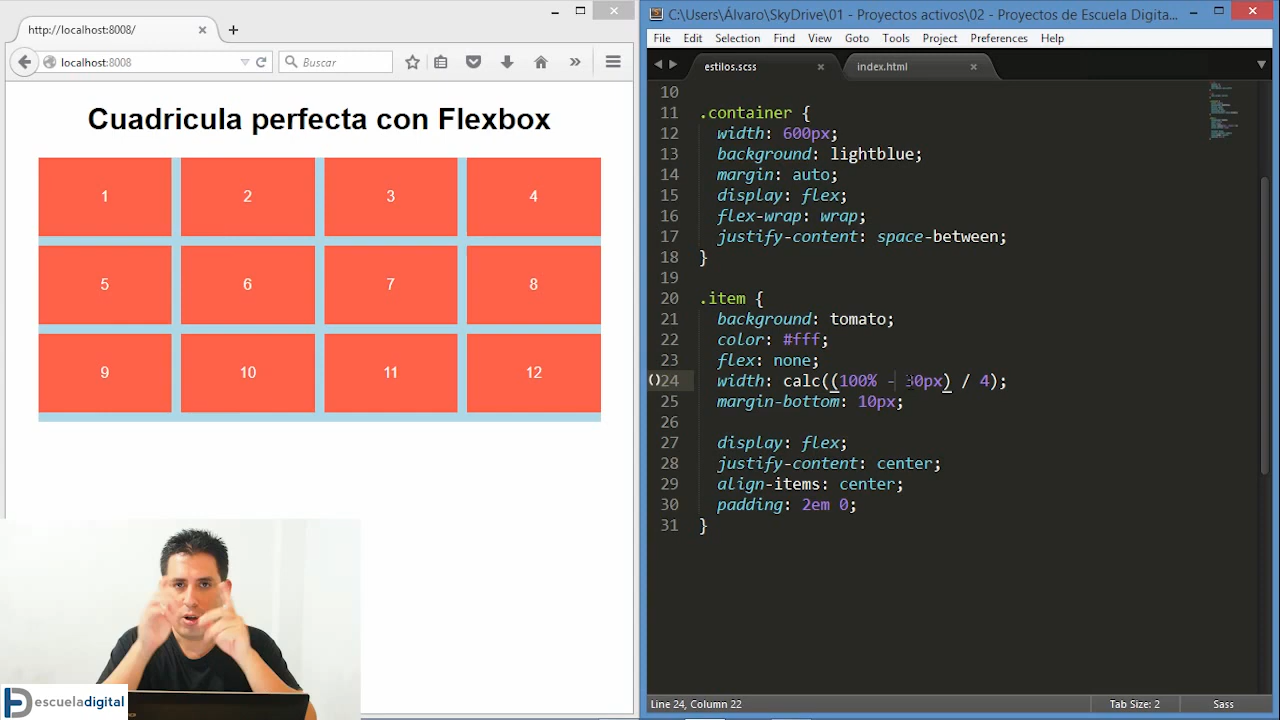 http://localhost:8008/
localhost:8008
Buscar
Cuadricula perfecta con Flexbox
1
2
3
4
5
6
7
8
9
10
11
12
escueladigital
C:\Users\Álvaro\SkyDrive\01 - Proyectos activos\02 - Proyectos de Escuela Digita...
File Edit Selection Find View Goto Tools Project Preferences Help
estilos.scss
index.html
10
11 .container {
12 width: 600px;
13 background: lightblue;
14 margin: auto;
15 display: flex;
16 flex-wrap: wrap;
17 justify-content: space-between;
18 }
19
20 .item {
21 background: tomato;
22 color: #fff;
23 flex: none;
24 width: calc((100% - 30px) / 4);
25 margin-bottom: 10px;
26
27 display: flex;
28 justify-content: center;
29 align-items: center;
30 padding: 2em 0;
31 }
Line 24, Column 22
Tab Size: 2
Sass